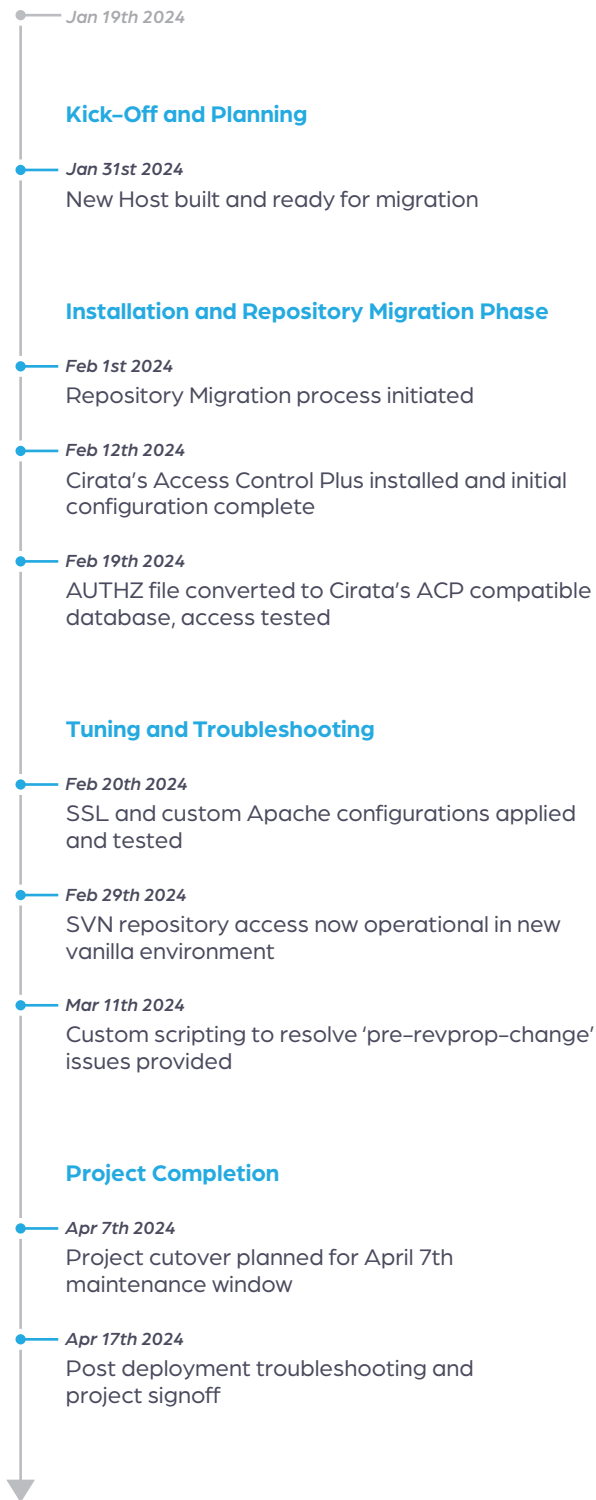 Jan 19th 2024
Kick-Off and Planning
Jan 31st 2024
New Host built and ready for migration
Installation and Repository Migration Phase
Feb 1st 2024
Repository Migration process initiated
Feb 12th 2024
Cirata's Access Control Plus installed and initial
configuration complete
Feb 19th 2024
AUTHZ file converted to Cirata's ACP compatible
database, access tested
Tuning and Troubleshooting
Feb 20th 2024
SSL and custom Apache configurations applied
and tested
Feb 29th 2024
SVN repository access now operational in new
vanilla environment
Mar 11th 2024
Custom scripting to resolve ‘pre-revprop-change’
issues provided
Project Completion
Apr 7th 2024
Project cutover planned for April 7th
maintenance window
Apr 17th 2024
Post deployment troubleshooting and
project signoff